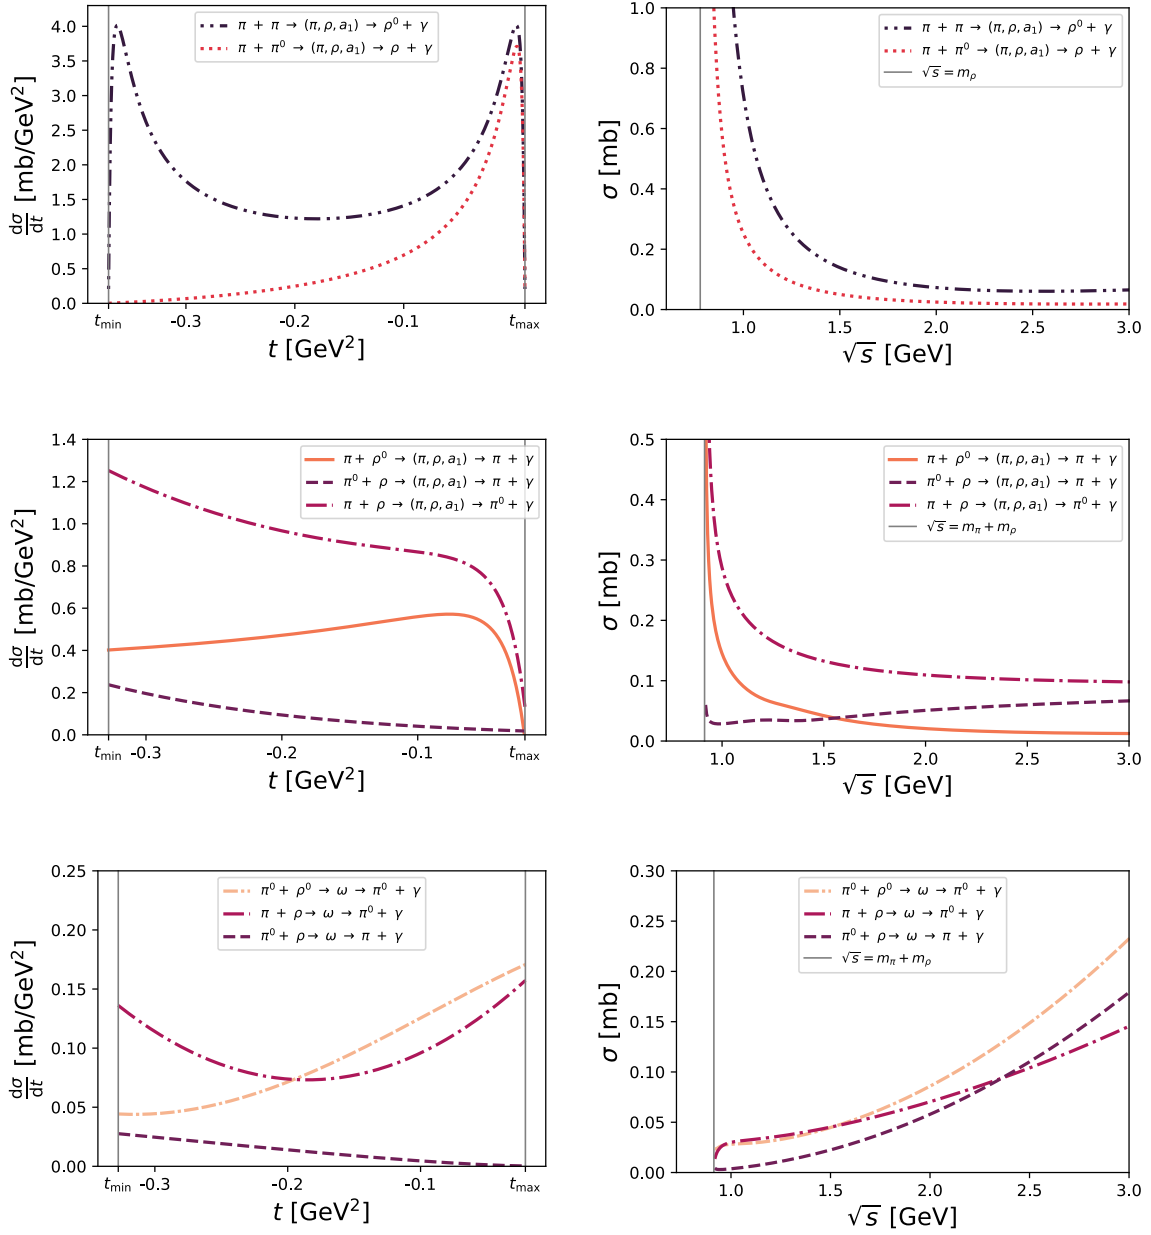 4.0
3.5
3.0
2.5
2.0
1.5
1.0
0.5
0.0
dσ/dt [mb/GeV²]
π + π → (π, ρ, a₁) → ρ⁰ + γ
π + π⁰ → (π, ρ, a₁) → ρ + γ
t_min -0.3 -0.2 -0.1 t_max
t [GeV²]
1.0
0.8
0.6
0.4
0.2
0.0
σ [mb]
π + π → (π, ρ, a₁) → ρ⁰ + γ
π + π⁰ → (π, ρ, a₁) → ρ + γ
√s = m_ρ
1.0 1.5 2.0 2.5 3.0
√s [GeV]
1.4
1.2
1.0
0.8
0.6
0.4
0.2
0.0
dσ/dt [mb/GeV²]
π + ρ⁰ → (π, ρ, a₁) → π + γ
π⁰ + ρ → (π, ρ, a₁) → π + γ
π + ρ → (π, ρ, a₁) → π⁰ + γ
t_min -0.3 -0.2 -0.1 t_max
t [GeV²]
0.5
0.4
0.3
0.2
0.1
0.0
σ [mb]
π + ρ⁰ → (π, ρ, a₁) → π + γ
π⁰ + ρ → (π, ρ, a₁) → π + γ
π + ρ → (π, ρ, a₁) → π⁰ + γ
√s = m_π + m_ρ
1.0 1.5 2.0 2.5 3.0
√s [GeV]
0.25
0.20
0.15
0.10
0.05
0.00
dσ/dt [mb/GeV²]
π⁰ + ρ⁰ → ω → π⁰ + γ
π + ρ → ω → π⁰ + γ
π⁰ + ρ → ω → π + γ
t_min -0.3 -0.2 -0.1 t_max
t [GeV²]
0.30
0.25
0.20
0.15
0.10
0.05
0.00
σ [mb]
π⁰ + ρ⁰ → ω → π⁰ + γ
π + ρ → ω → π⁰ + γ
π⁰ + ρ → ω → π + γ
√s = m_π + m_ρ
1.0 1.5 2.0 2.5 3.0
√s [GeV]